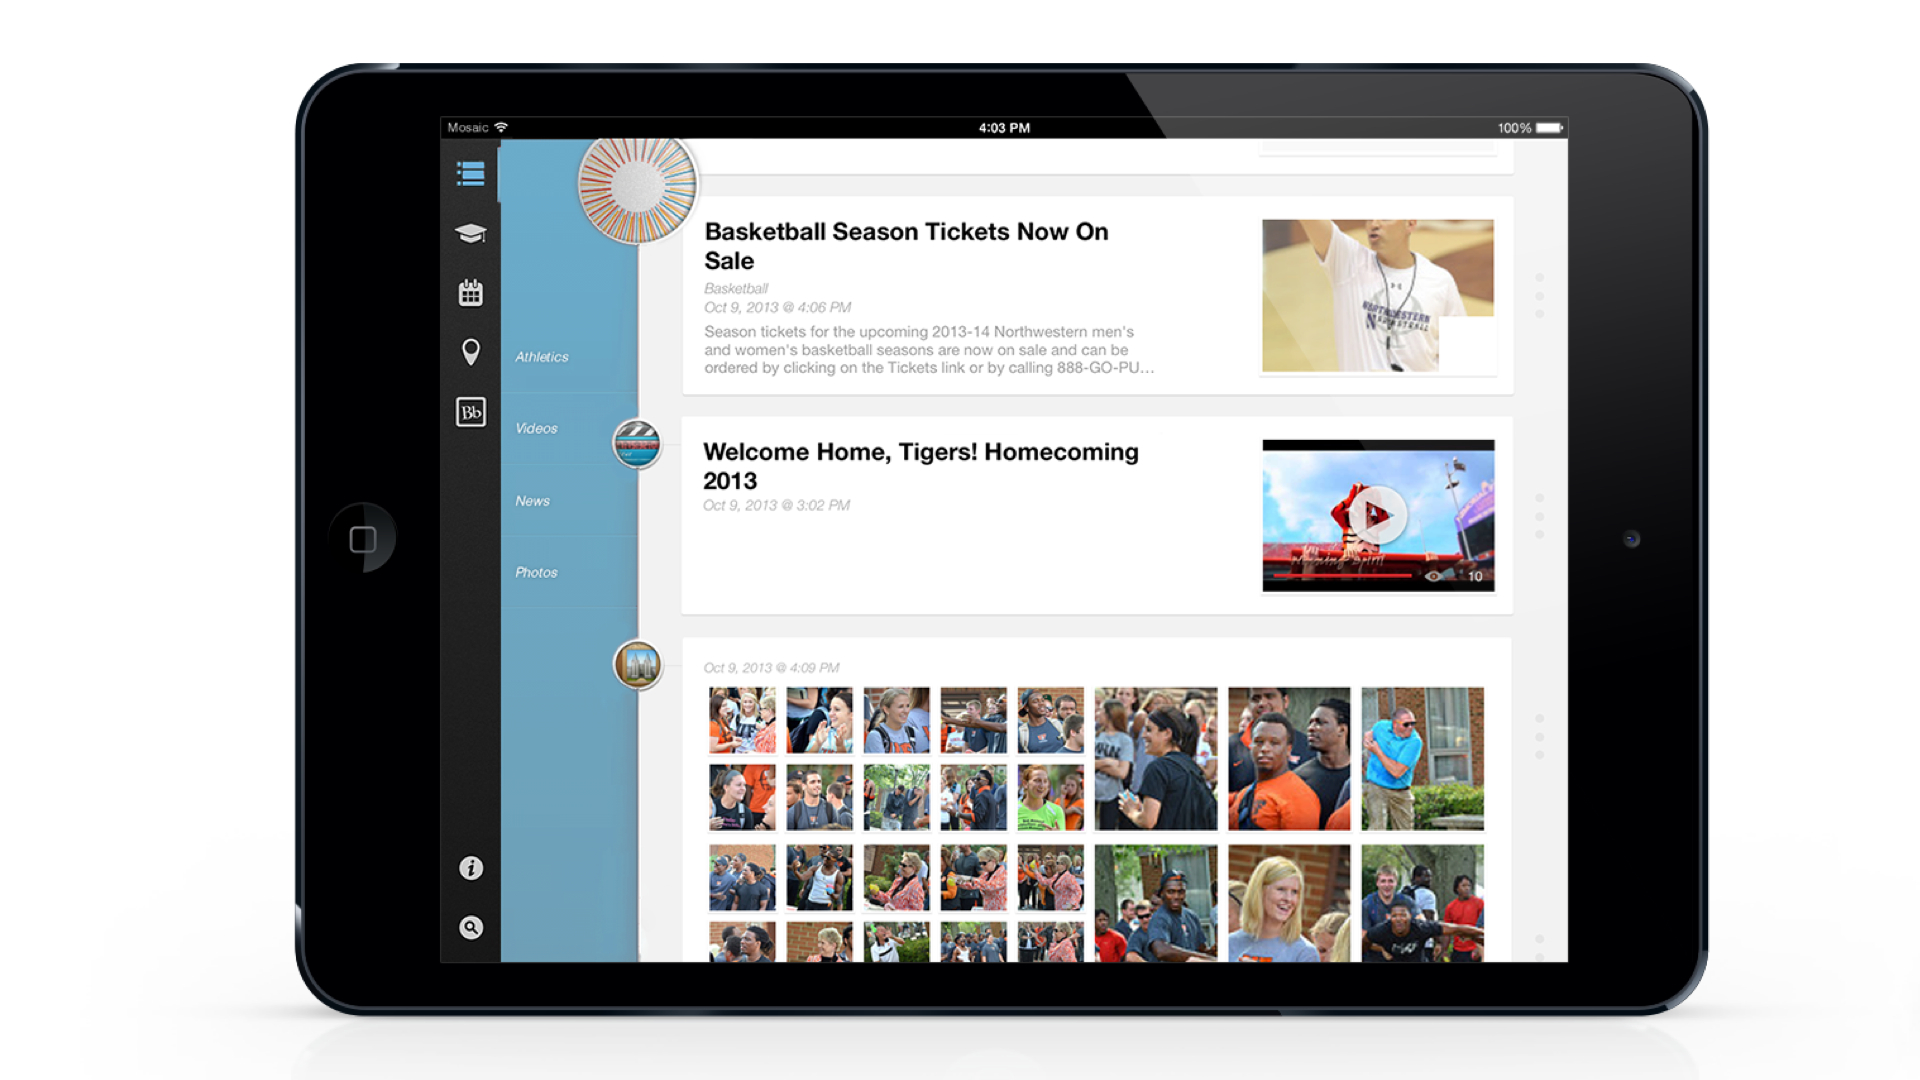 Mosaic
4:03 PM
100%
Basketball Season Tickets Now On
Sale
Basketball
Oct 9, 2013 @ 4:06 PM
Season tickets for the upcoming 2013-14 Northwestern men's
and women's basketball seasons are now on sale and can be
ordered by clicking on the Tickets link or by calling 888-GO-PU...
Athletics
Videos
News
Photos
Bb
Welcome Home, Tigers! Homecoming
2013
Oct 9, 2013 @ 3:02 PM
10
Oct 9, 2013 @ 4:09 PM